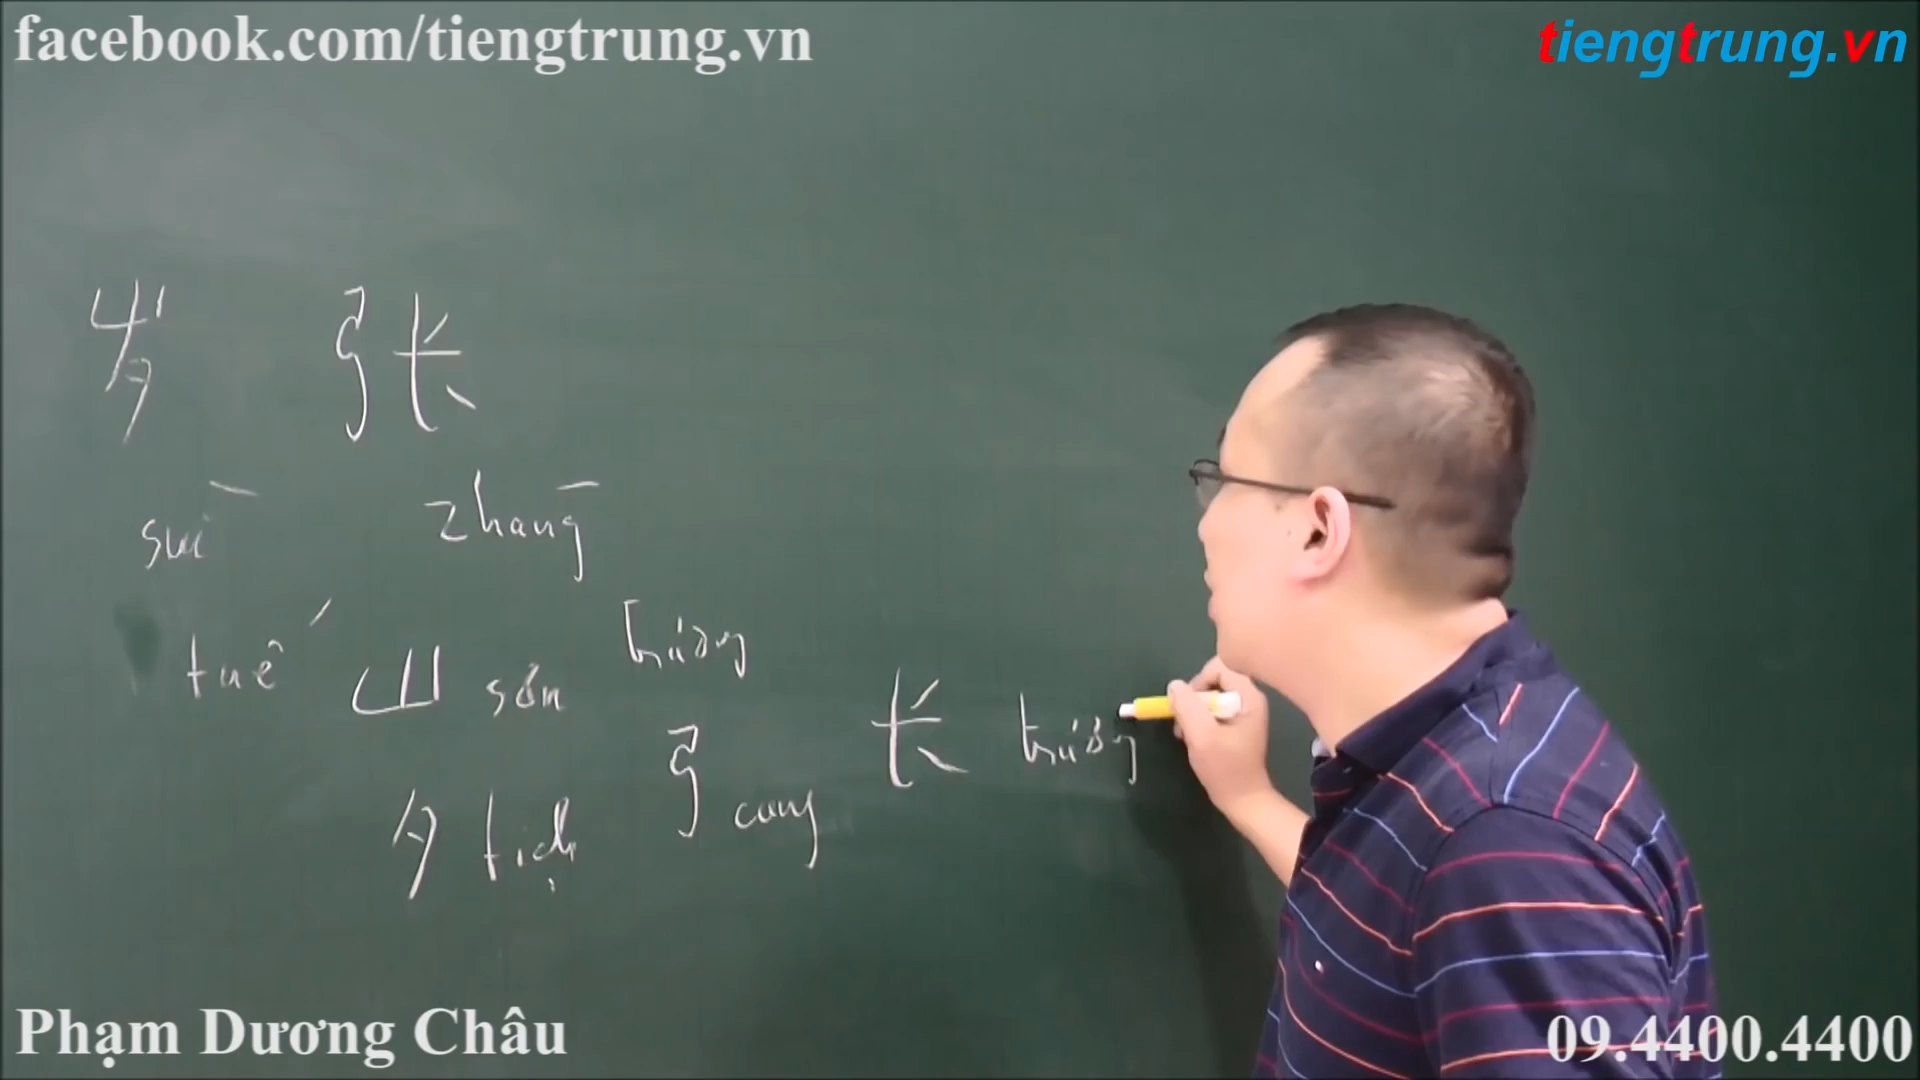 facebook.com/tiengtrung.vn
tiengtrung.vn
岁 张
suì zhāng
tuế 山 sơn trương
夕 tịch 弓 cung 长 trường
Phạm Dương Châu
09.4400.4400